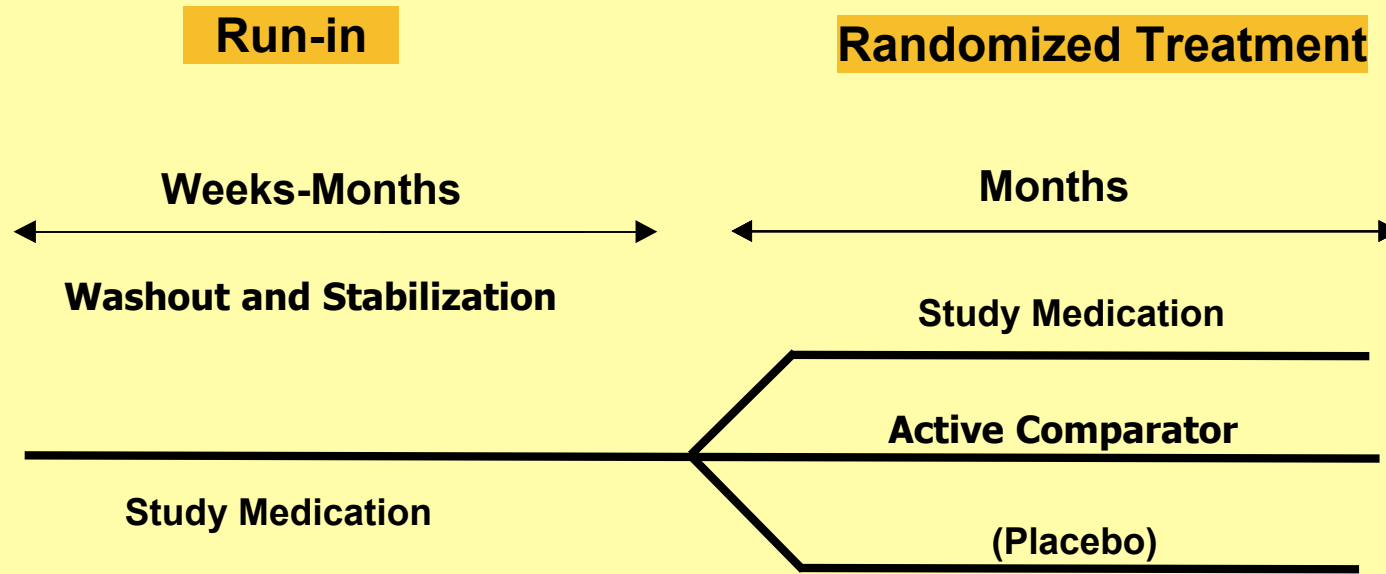 Run-in
Randomized Treatment
Weeks-Months
Months
Washout and Stabilization
Study Medication
Active Comparator
Study Medication
(Placebo)